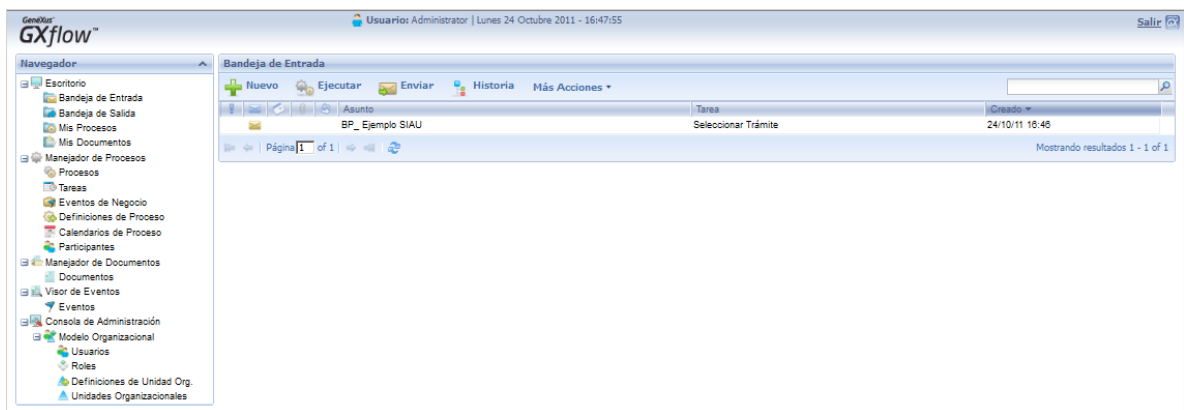 GeneXus
GXflow™
Usuario: Administrator | Lunes 24 Octubre 2011 - 16:47:55
Salir
Navegador
Escritorio
Bandeja de Entrada
Bandeja de Salida
Mis Procesos
Mis Documentos
Manejador de Procesos
Procesos
Tareas
Eventos de Negocio
Definiciones de Proceso
Calendarios de Proceso
Participantes
Manejador de Documentos
Documentos
Visor de Eventos
Eventos
Consola de Administración
Modelo Organizacional
Usuarios
Roles
Definiciones de Unidad Org.
Unidades Organizacionales
Bandeja de Entrada
Nuevo Ejecutar Enviar Historia Más Acciones
Asunto Tarea Creado
BP_ Ejemplo SIAU Seleccionar Trámite 24/10/11 16:46
Página 1 of 1 Mostrando resultados 1 - 1 of 1